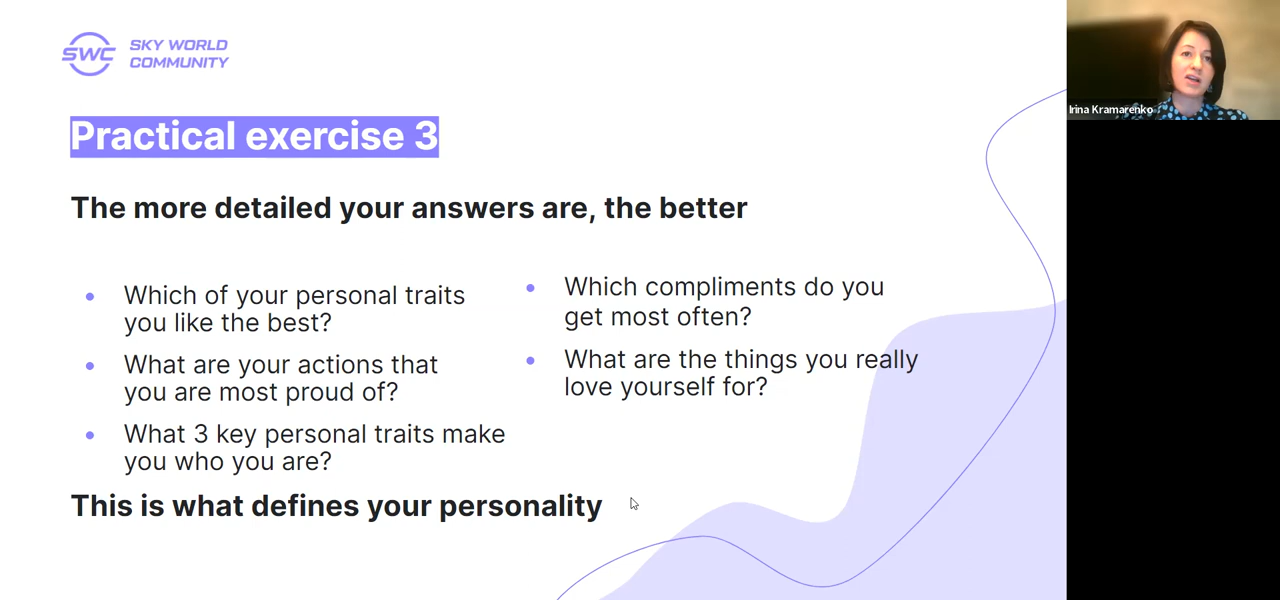 SWC
SKY WORLD
COMMUNITY
Irina Kramarenko
Practical exercise 3
The more detailed your answers are, the better
Which of your personal traits
you like the best?
What are your actions that
you are most proud of?
What 3 key personal traits make
you who you are?
Which compliments do you
get most often?
What are the things you really
love yourself for?
This is what defines your personality